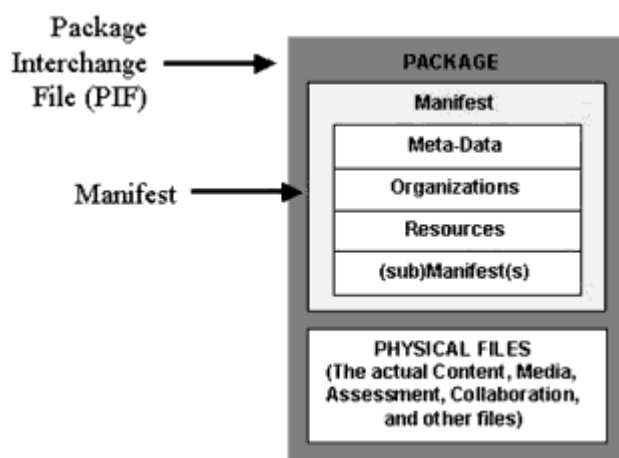 Package
Interchange
File (PIF)
PACKAGE
Manifest
Meta-Data
Manifest
Organizations
Resources
(sub)Manifest(s)
PHYSICAL FILES
(The actual Content, Media,
Assessment, Collaboration,
and other files)